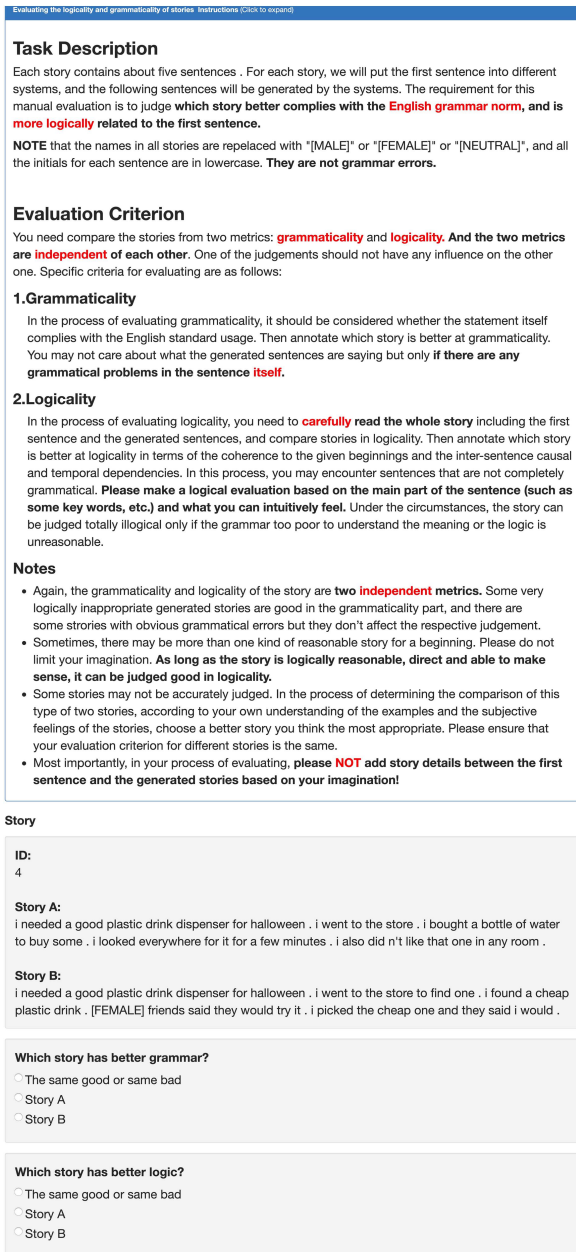 Evaluating the logicality and grammaticality of stories Instructions (Click to expand)
Task Description
Each story contains about five sentences . For each story, we will put the first sentence into different
systems, and the following sentences will be generated by the systems. The requirement for this
manual evaluation is to judge which story better complies with the English grammar norm, and is
more logically related to the first sentence.
NOTE that the names in all stories are repelaced with "[MALE]" or "[FEMALE]" or "[NEUTRAL]", and all
the initials for each sentence are in lowercase. They are not grammar errors.
Evaluation Criterion
You need compare the stories from two metrics: grammaticality and logicality. And the two metrics
are independent of each other. One of the judgements should not have any influence on the other
one. Specific criteria for evaluating are as follows:
1.Grammaticality
In the process of evaluating grammaticality, it should be considered whether the statement itself
complies with the English standard usage. Then annotate which story is better at grammaticality.
You may not care about what the generated sentences are saying but only if there are any
grammatical problems in the sentence itself.
2.Logicality
In the process of evaluating logicality, you need to carefully read the whole story including the first
sentence and the generated sentences, and compare stories in logicality. Then annotate which story
is better at logicality in terms of the coherence to the given beginnings and the inter-sentence causal
and temporal dependencies. In this process, you may encounter sentences that are not completely
grammatical. Please make a logical evaluation based on the main part of the sentence (such as
some key words, etc.) and what you can intuitively feel. Under the circumstances, the story can
be judged totally illogical only if the grammar too poor to understand the meaning or the logic is
unreasonable.
Notes
• Again, the grammaticality and logicality of the story are two independent metrics. Some very
logically inappropriate generated stories are good in the grammaticality part, and there are
some strories with obvious grammatical errors but they don't affect the respective judgement.
• Sometimes, there may be more than one kind of reasonable story for a beginning. Please do not
limit your imagination. As long as the story is logically reasonable, direct and able to make
sense, it can be judged good in logicality.
• Some stories may not be accurately judged. In the process of determining the comparison of this
type of two stories, according to your own understanding of the examples and the subjective
feelings of the stories, choose a better story you think the most appropriate. Please ensure that
your evaluation criterion for different stories is the same.
• Most importantly, in your process of evaluating, please NOT add story details between the first
sentence and the generated stories based on your imagination!
Story
ID:
4
Story A:
i needed a good plastic drink dispenser for halloween . i went to the store . i bought a bottle of water
to buy some . i looked everywhere for it for a few minutes . i also did n't like that one in any room .
Story B:
i needed a good plastic drink dispenser for halloween . i went to the store to find one . i found a cheap
plastic drink . [FEMALE] friends said they would try it . i picked the cheap one and they said i would .
Which story has better grammar?
The same good or same bad
Story A
Story B
Which story has better logic?
The same good or same bad
Story A
Story B